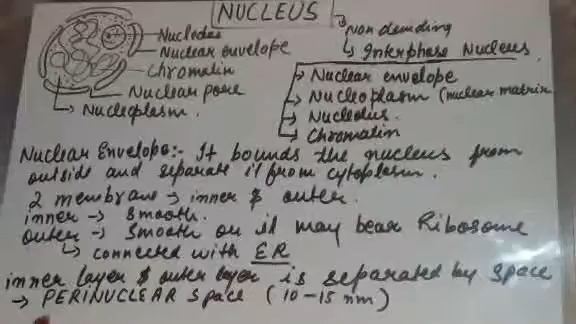 NUCLEUS
Non dividing
↳ Interphase Nucleus.
Nucleolus
Nuclear envelope
Chromatin
Nuclear pore
↳ Nucleoplasm.
→ Nuclear envelope
→ Nucleoplasm (nuclear matrix
→ Nucleolus.
→ Chromatin
Nuclear Envelope:- It bounds the nucleus from
outside and separate it from cytoplasm.
2 membrane → inner & outer.
inner → smooth.
outer → Smooth or it may bear Ribosome
↳ connected with ER
inner layer & outer layer is separated by space
→ PERINUCLEAR space (10-15 nm)